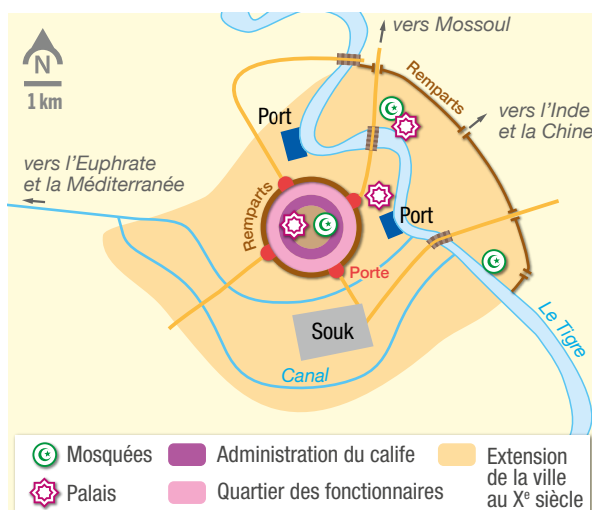 vers Mossoul
N
1 km
Remparts
Port
vers l'Inde
et la Chine
vers l'Euphrate
et la Méditerranée
Remparts
Port
Porte
Souk
Le Tigre
Canal
Mosquées
Administration du calife
Extension
de la ville
au Xe siècle
Palais
Quartier des fonctionnaires